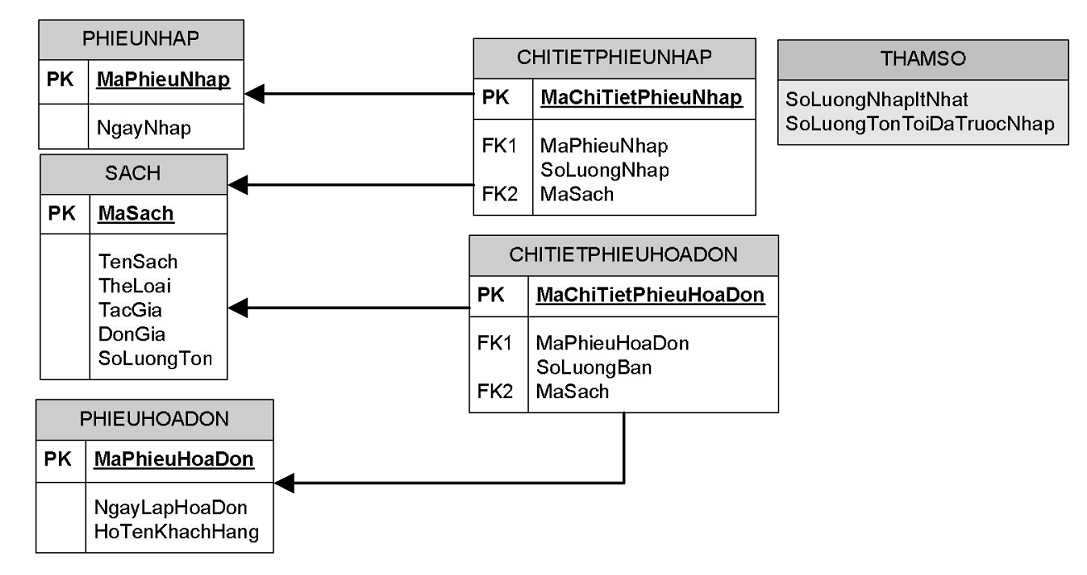 PHIEUNHAP
PK MaPhieuNhap
NgayNhap
SACH
PK MaSach
TenSach
TheLoai
TacGia
DonGia
SoLuongTon
PHIEUHOADON
PK MaPhieuHoaDon
NgayLapHoaDon
HoTenKhachHang
CHITIETPHIEUNHAP
PK MaChiTietPhieuNhap
FK1 MaPhieuNhap
SoLuongNhap
FK2 MaSach
CHITIETPHIEUHOADON
PK MaChiTietPhieuHoaDon
FK1 MaPhieuHoaDon
SoLuongBan
FK2 MaSach
THAMSO
SoLuongNhapItNhat
SoLuongTonToiDaTruocNhap